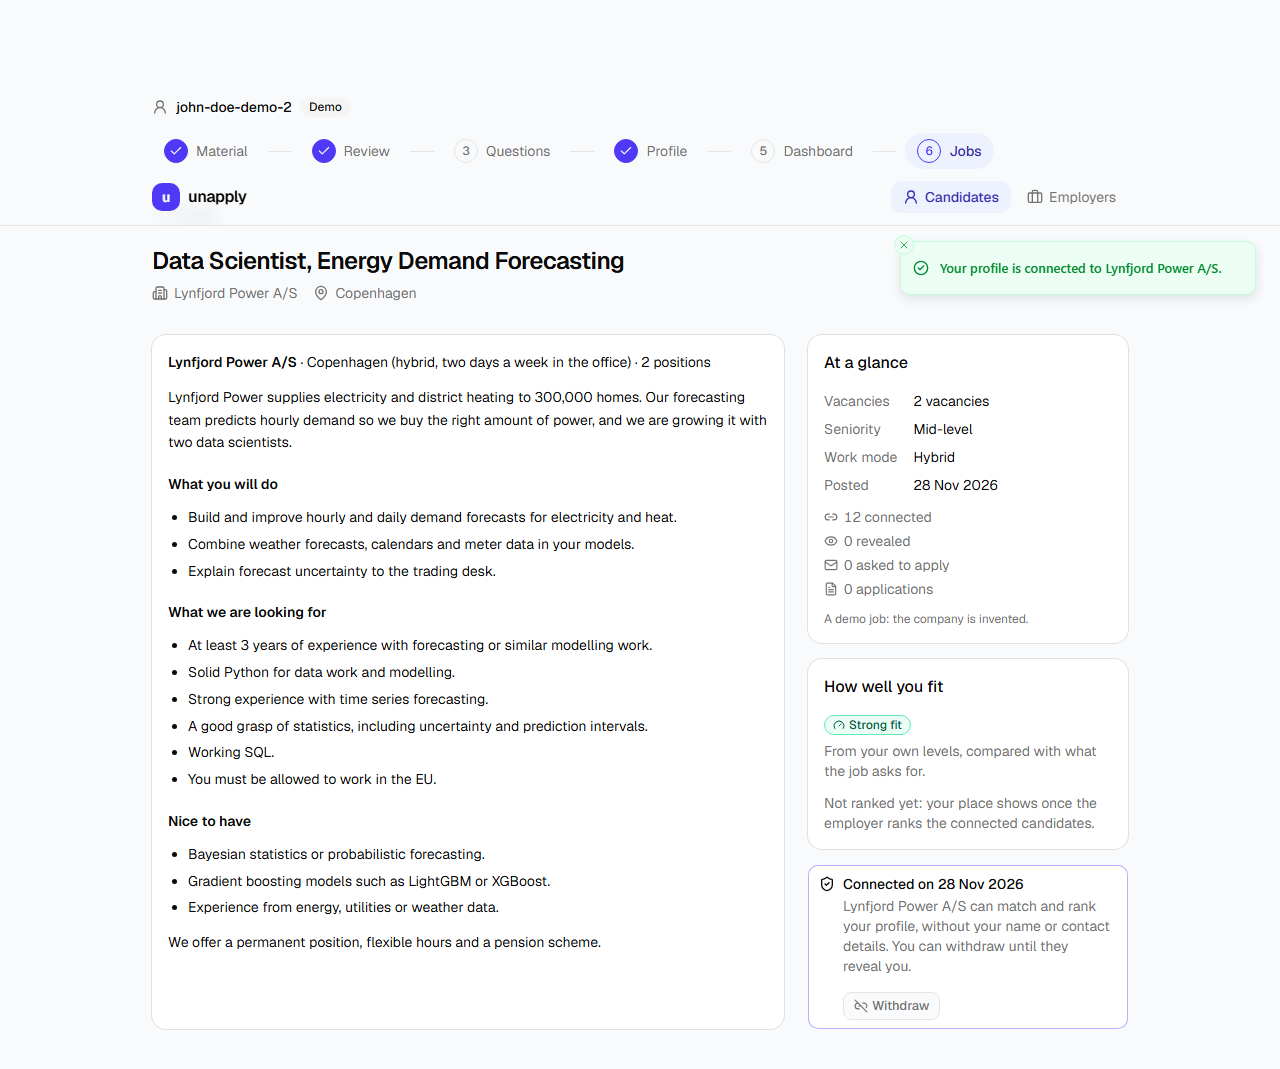 john-doe-demo-2 Demo
Material Review 3 Questions Profile 5 Dashboard 6 Jobs
u unapply Candidates Employers
Data Scientist, Energy Demand Forecasting
Lynfjord Power A/S Copenhagen
Your profile is connected to Lynfjord Power A/S.
Lynfjord Power A/S · Copenhagen (hybrid, two days a week in the office) · 2 positions
Lynfjord Power supplies electricity and district heating to 300,000 homes. Our forecasting
team predicts hourly demand so we buy the right amount of power, and we are growing it with
two data scientists.
What you will do
• Build and improve hourly and daily demand forecasts for electricity and heat.
• Combine weather forecasts, calendars and meter data in your models.
• Explain forecast uncertainty to the trading desk.
What we are looking for
• At least 3 years of experience with forecasting or similar modelling work.
• Solid Python for data work and modelling.
• Strong experience with time series forecasting.
• A good grasp of statistics, including uncertainty and prediction intervals.
• Working SQL.
• You must be allowed to work in the EU.
Nice to have
• Bayesian statistics or probabilistic forecasting.
• Gradient boosting models such as LightGBM or XGBoost.
• Experience from energy, utilities or weather data.
We offer a permanent position, flexible hours and a pension scheme.
At a glance
Vacancies 2 vacancies
Seniority Mid-level
Work mode Hybrid
Posted 28 Nov 2026
12 connected
0 revealed
0 asked to apply
0 applications
A demo job: the company is invented.
How well you fit
Strong fit
From your own levels, compared with what
the job asks for.
Not ranked yet: your place shows once the
employer ranks the connected candidates.
Connected on 28 Nov 2026
Lynfjord Power A/S can match and rank
your profile, without your name or contact
details. You can withdraw until they
reveal you.
Withdraw